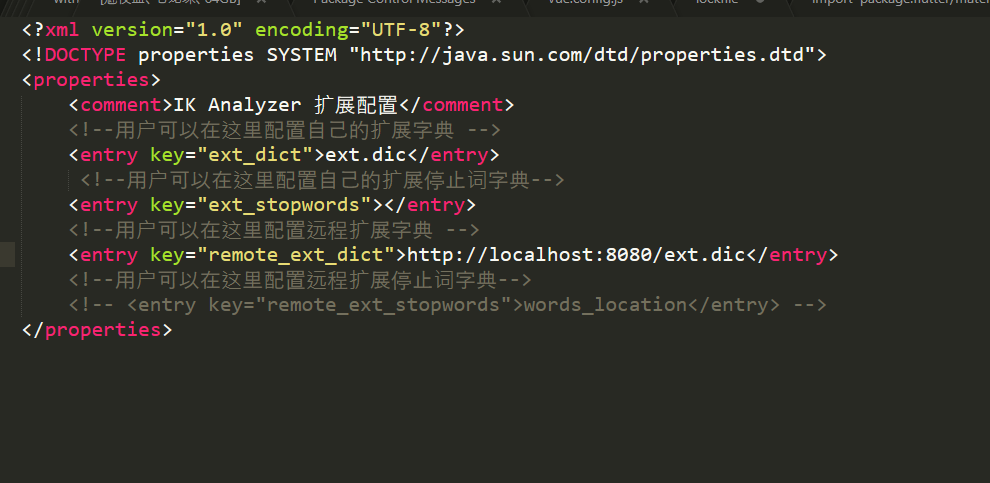 Package Control Messages
vue.config.js
lockfile
<?xml version="1.0" encoding="UTF-8"?>
<!DOCTYPE properties SYSTEM "http://java.sun.com/dtd/properties.dtd">
<properties>
<comment>IK Analyzer 扩展配置</comment>
<!--用户可以在这里配置自己的扩展字典 -->
<entry key="ext_dict">ext.dic</entry>
<!--用户可以在这里配置自己的扩展停止词字典-->
<entry key="ext_stopwords"></entry>
<!--用户可以在这里配置远程扩展字典 -->
<entry key="remote_ext_dict">http://localhost:8080/ext.dic</entry>
<!--用户可以在这里配置远程扩展停止词字典-->
<!-- <entry key="remote_ext_stopwords">words_location</entry> -->
</properties>